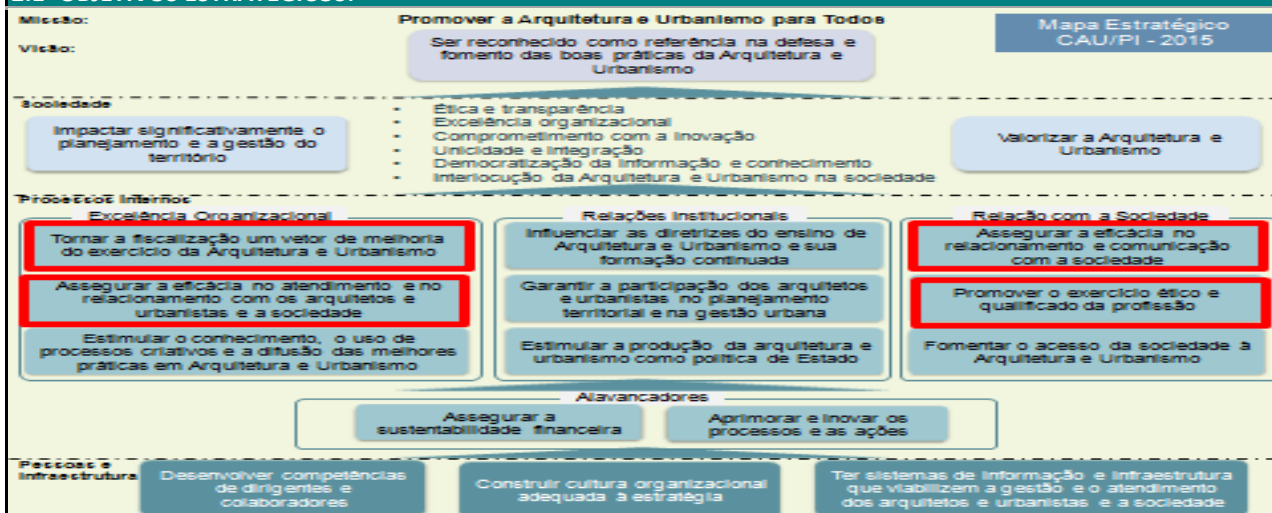 Missão:
Promover a Arquitetura e Urbanismo para Todos
Mapa Estratégico
CAU/PI - 2015
Visão:
Ser reconhecido como referência na defesa e
fomento das boas práticas da Arquitetura e
Urbanismo
Sociedade
Impactar significativamente o
planejamento e a gestão do
território
- Ética e transparência
- Excelência organizacional
- Comprometimento com a Inovação
- Unicidade e Integração
- Democratização da Informação e conhecimento
- Interlocução da Arquitetura e Urbanismo na sociedade
Valorizar a Arquitetura e
Urbanismo
Processos Internos
Excelência Organizacional
Tornar a fiscalização um vetor de melhoria
do exercício da Arquitetura e Urbanismo
Assegurar a eficácia no atendimento e no
relacionamento com os arquitetos e
urbanistas e a sociedade
Estimular o conhecimento, o uso de
processos criativos e a difusão das melhores
práticas em Arquitetura e Urbanismo
Relações Institucionais
Influenciar as diretrizes do ensino de
Arquitetura e Urbanismo e sua
formação continuada
Garantir a participação dos arquitetos
e urbanistas no planejamento
territorial e na gestão urbana
Estimular a produção da arquitetura e
urbanismo como política de Estado
Relação com a Sociedade
Assegurar a eficácia no
relacionamento e comunicação
com a sociedade
Promover o exercício ético e
qualificado da profissão
Fomentar o acesso da sociedade à
Arquitetura e Urbanismo
Alavancadores
Assegurar a
sustentabilidade financeira
Aprimorar e inovar os
processos e as ações
Pessoas e
Infraestrutura
Desenvolver competências
de dirigentes e
colaboradores
Construir cultura organizacional
adequada à estratégia
Ter sistemas de Informação e Infraestrutura
que viabilizem a gestão e o atendimento
dos arquitetos e urbanistas e a sociedade